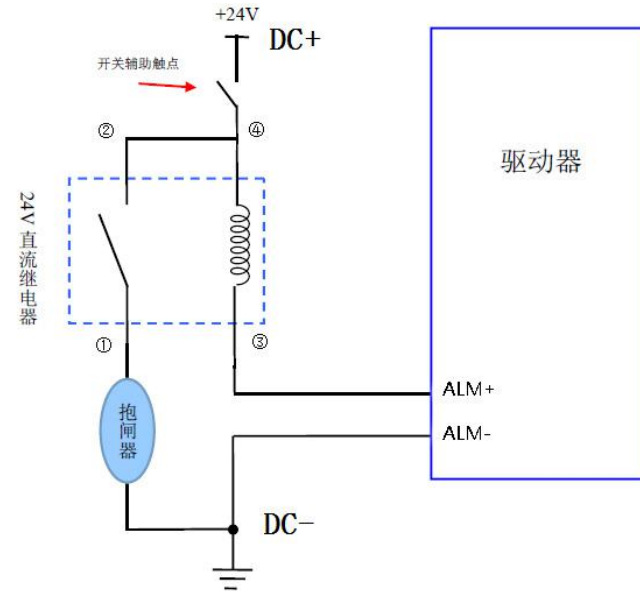 +24V
DC+
开关辅助触点
②
④
驱动器
24V 直流继电器
①
③
ALM+
抱闸器
ALM-
DC-